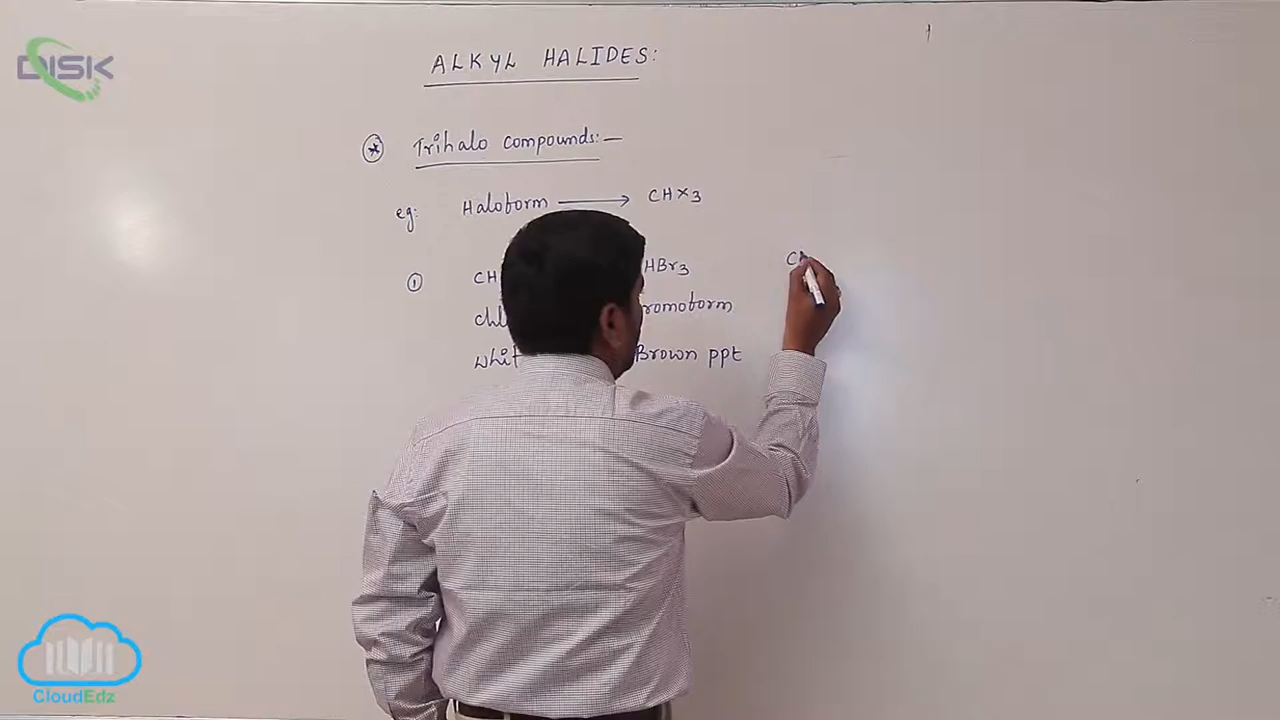 DISK
ALKYL HALIDES:
* Trihalo compounds:-
eg: Haloform → CHX3
① CH HBr3 C
chl romoform
whit Brown ppt
CloudEdz